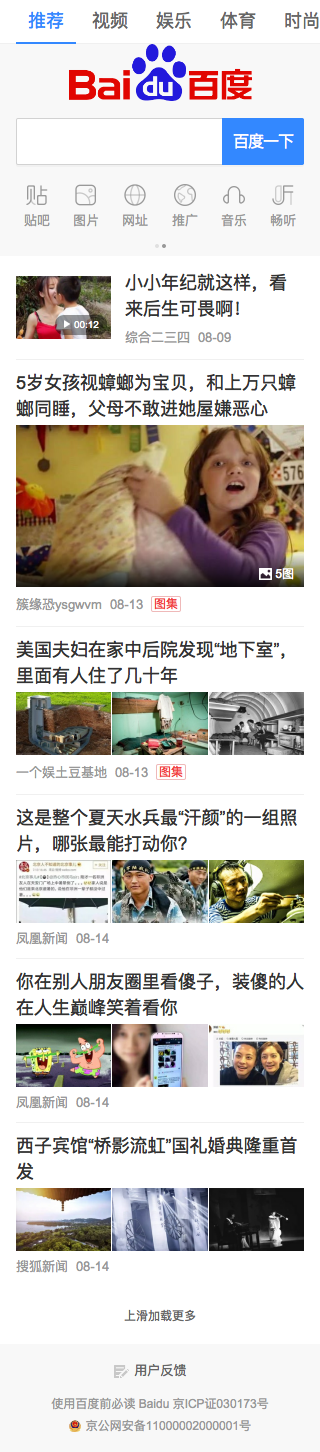 推荐 视频 娱乐 体育 时尚
Bai du 百度
百度一下
贴吧 图片 网址 推广 音乐 畅听
小小年纪就这样，看
来后生可畏啊！
00:12
综合二三四 08-09
5岁女孩视蟑螂为宝贝，和上万只蟑
螂同睡，父母不敢进她屋嫌恶心
576
5图
簇缘恐ysgwvm 08-13 图集
美国夫妇在家中后院发现“地下室”，
里面有人住了几十年
一个娱土豆基地 08-13 图集
这是整个夏天水兵最“汗颜”的一组照
片，哪张最能打动你？
凤凰新闻 08-14
你在别人朋友圈里看傻子，装傻的人
在人生巅峰笑着看你
凤凰新闻 08-14
西子宾馆“桥影流虹”国礼婚典隆重首
发
搜狐新闻 08-14
上滑加载更多
用户反馈
使用百度前必读 Baidu 京ICP证030173号
京公网安备11000002000001号